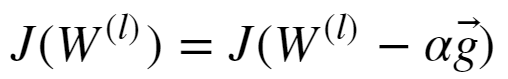 J(W^{(l)}) = J(W^{(l)} − α\vec{g})